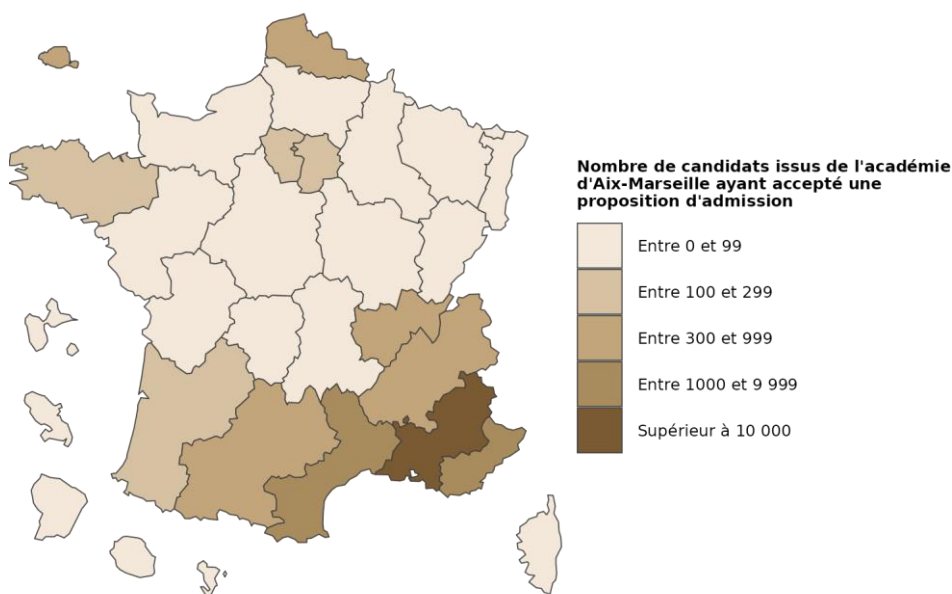 Nombre de candidats issus de l'académie
d'Aix-Marseille ayant accepté une
proposition d'admission
Entre 0 et 99
Entre 100 et 299
Entre 300 et 999
Entre 1000 et 9 999
Supérieur à 10 000